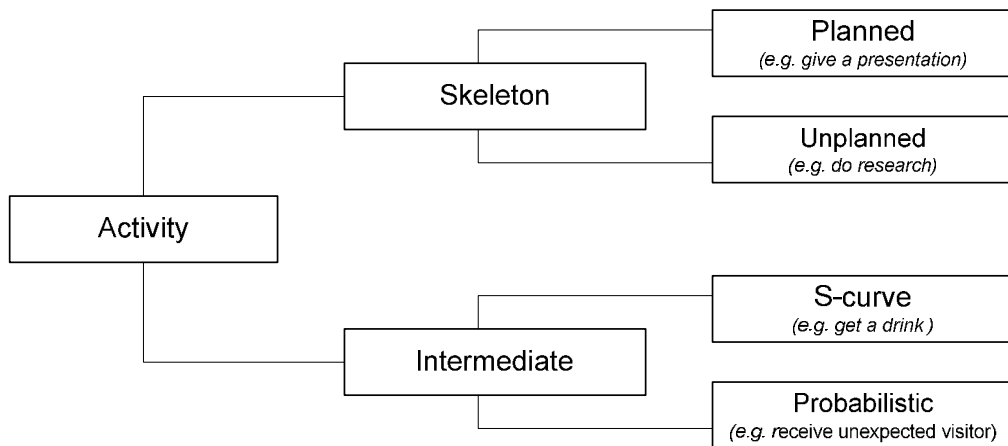 Planned
(e.g. give a presentation)
Skeleton
Unplanned
(e.g. do research)
Activity
S-curve
(e.g. get a drink)
Intermediate
Probabilistic
(e.g. receive unexpected visitor)